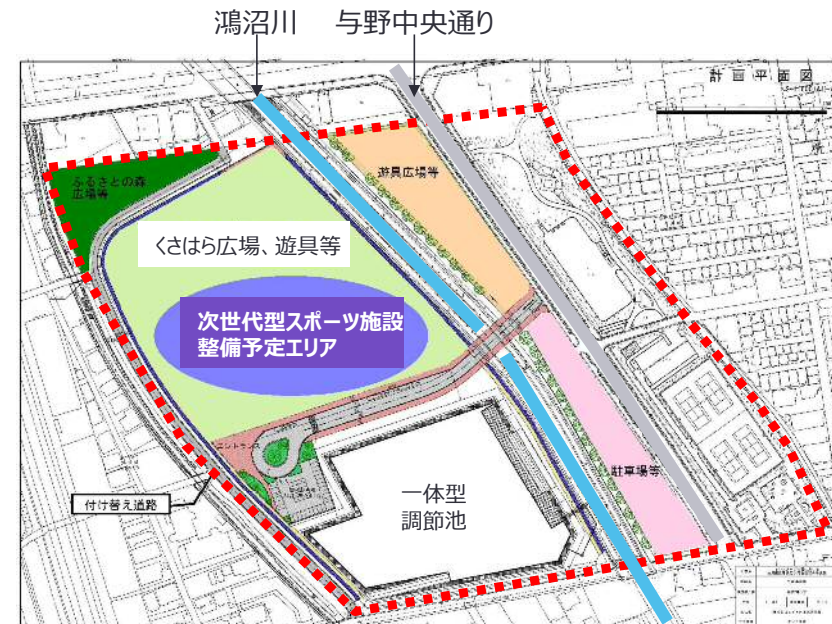 鴻沼川
与野中央通り
計画平面図
ふるさとの森
広場等
遊具広場等
くさはら広場、遊具等
次世代型スポーツ施設
整備予定エリア
付け替え道路
一体型
調節池
駐車場等